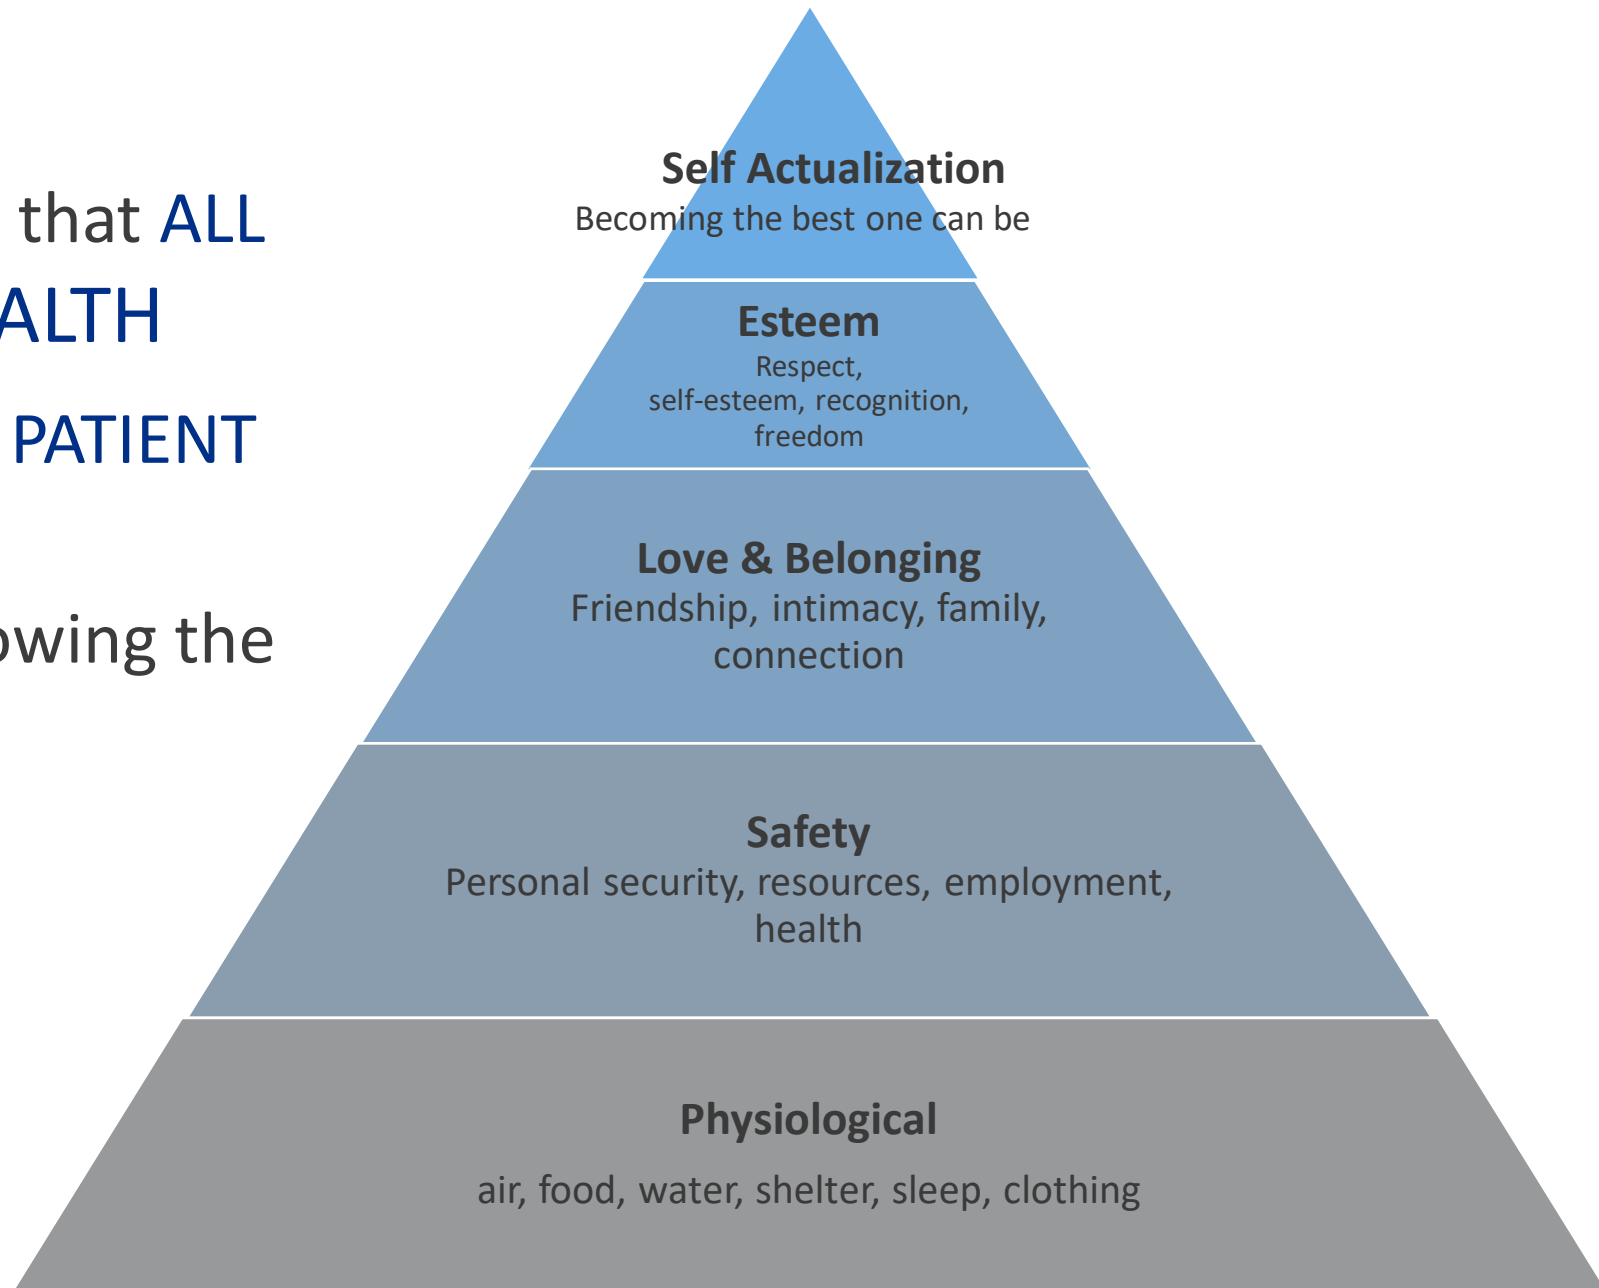 that ALL
ALTH
PATIENT
owing the
Self Actualization
Becoming the best one can be
Esteem
Respect,
self-esteem, recognition,
freedom
Love & Belonging
Friendship, intimacy, family,
connection
Safety
Personal security, resources, employment,
health
Physiological
air, food, water, shelter, sleep, clothing